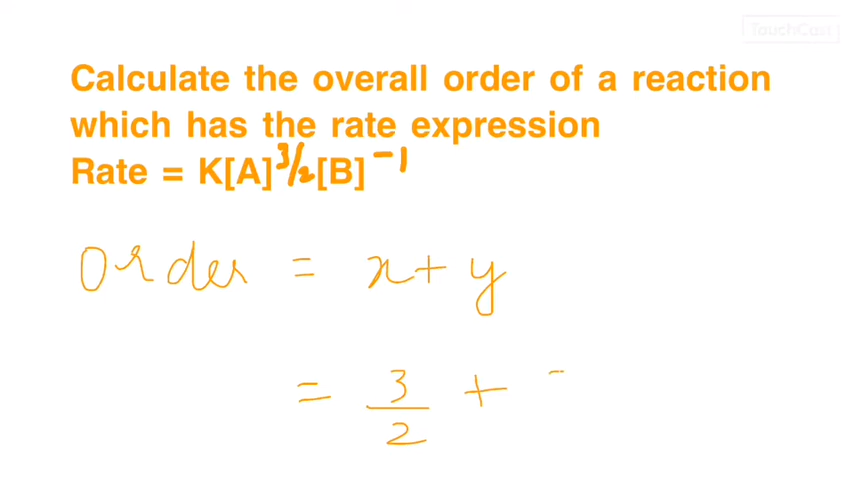 TouchCast
Calculate the overall order of a reaction
which has the rate expression
Rate = K[A]^3/2[B]^-1
Order = x + y
= 3/2 +